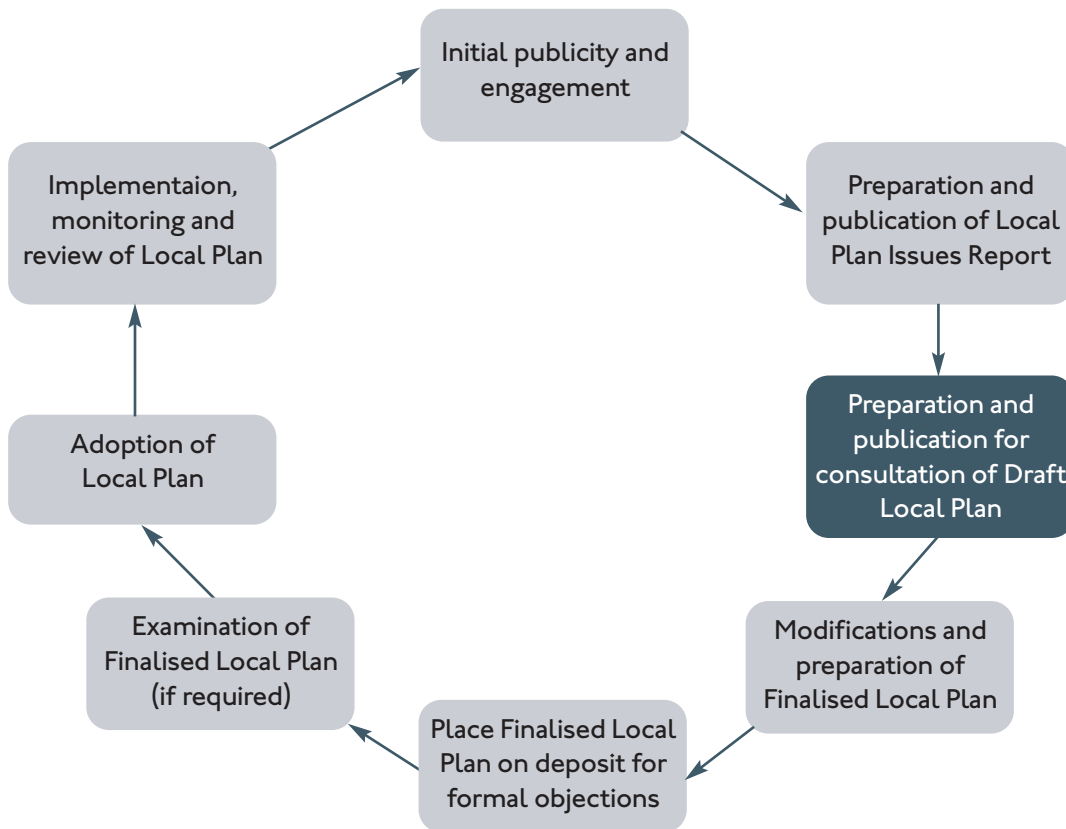 Initial publicity and
engagement
Preparation and
publication of Local
Plan Issues Report
Preparation and
publication for
consultation of Draft
Local Plan
Modifications and
preparation of
Finalised Local Plan
Place Finalised Local
Plan on deposit for
formal objections
Examination of
Finalised Local Plan
(if required)
Adoption of
Local Plan
Implementaion,
monitoring and
review of Local Plan